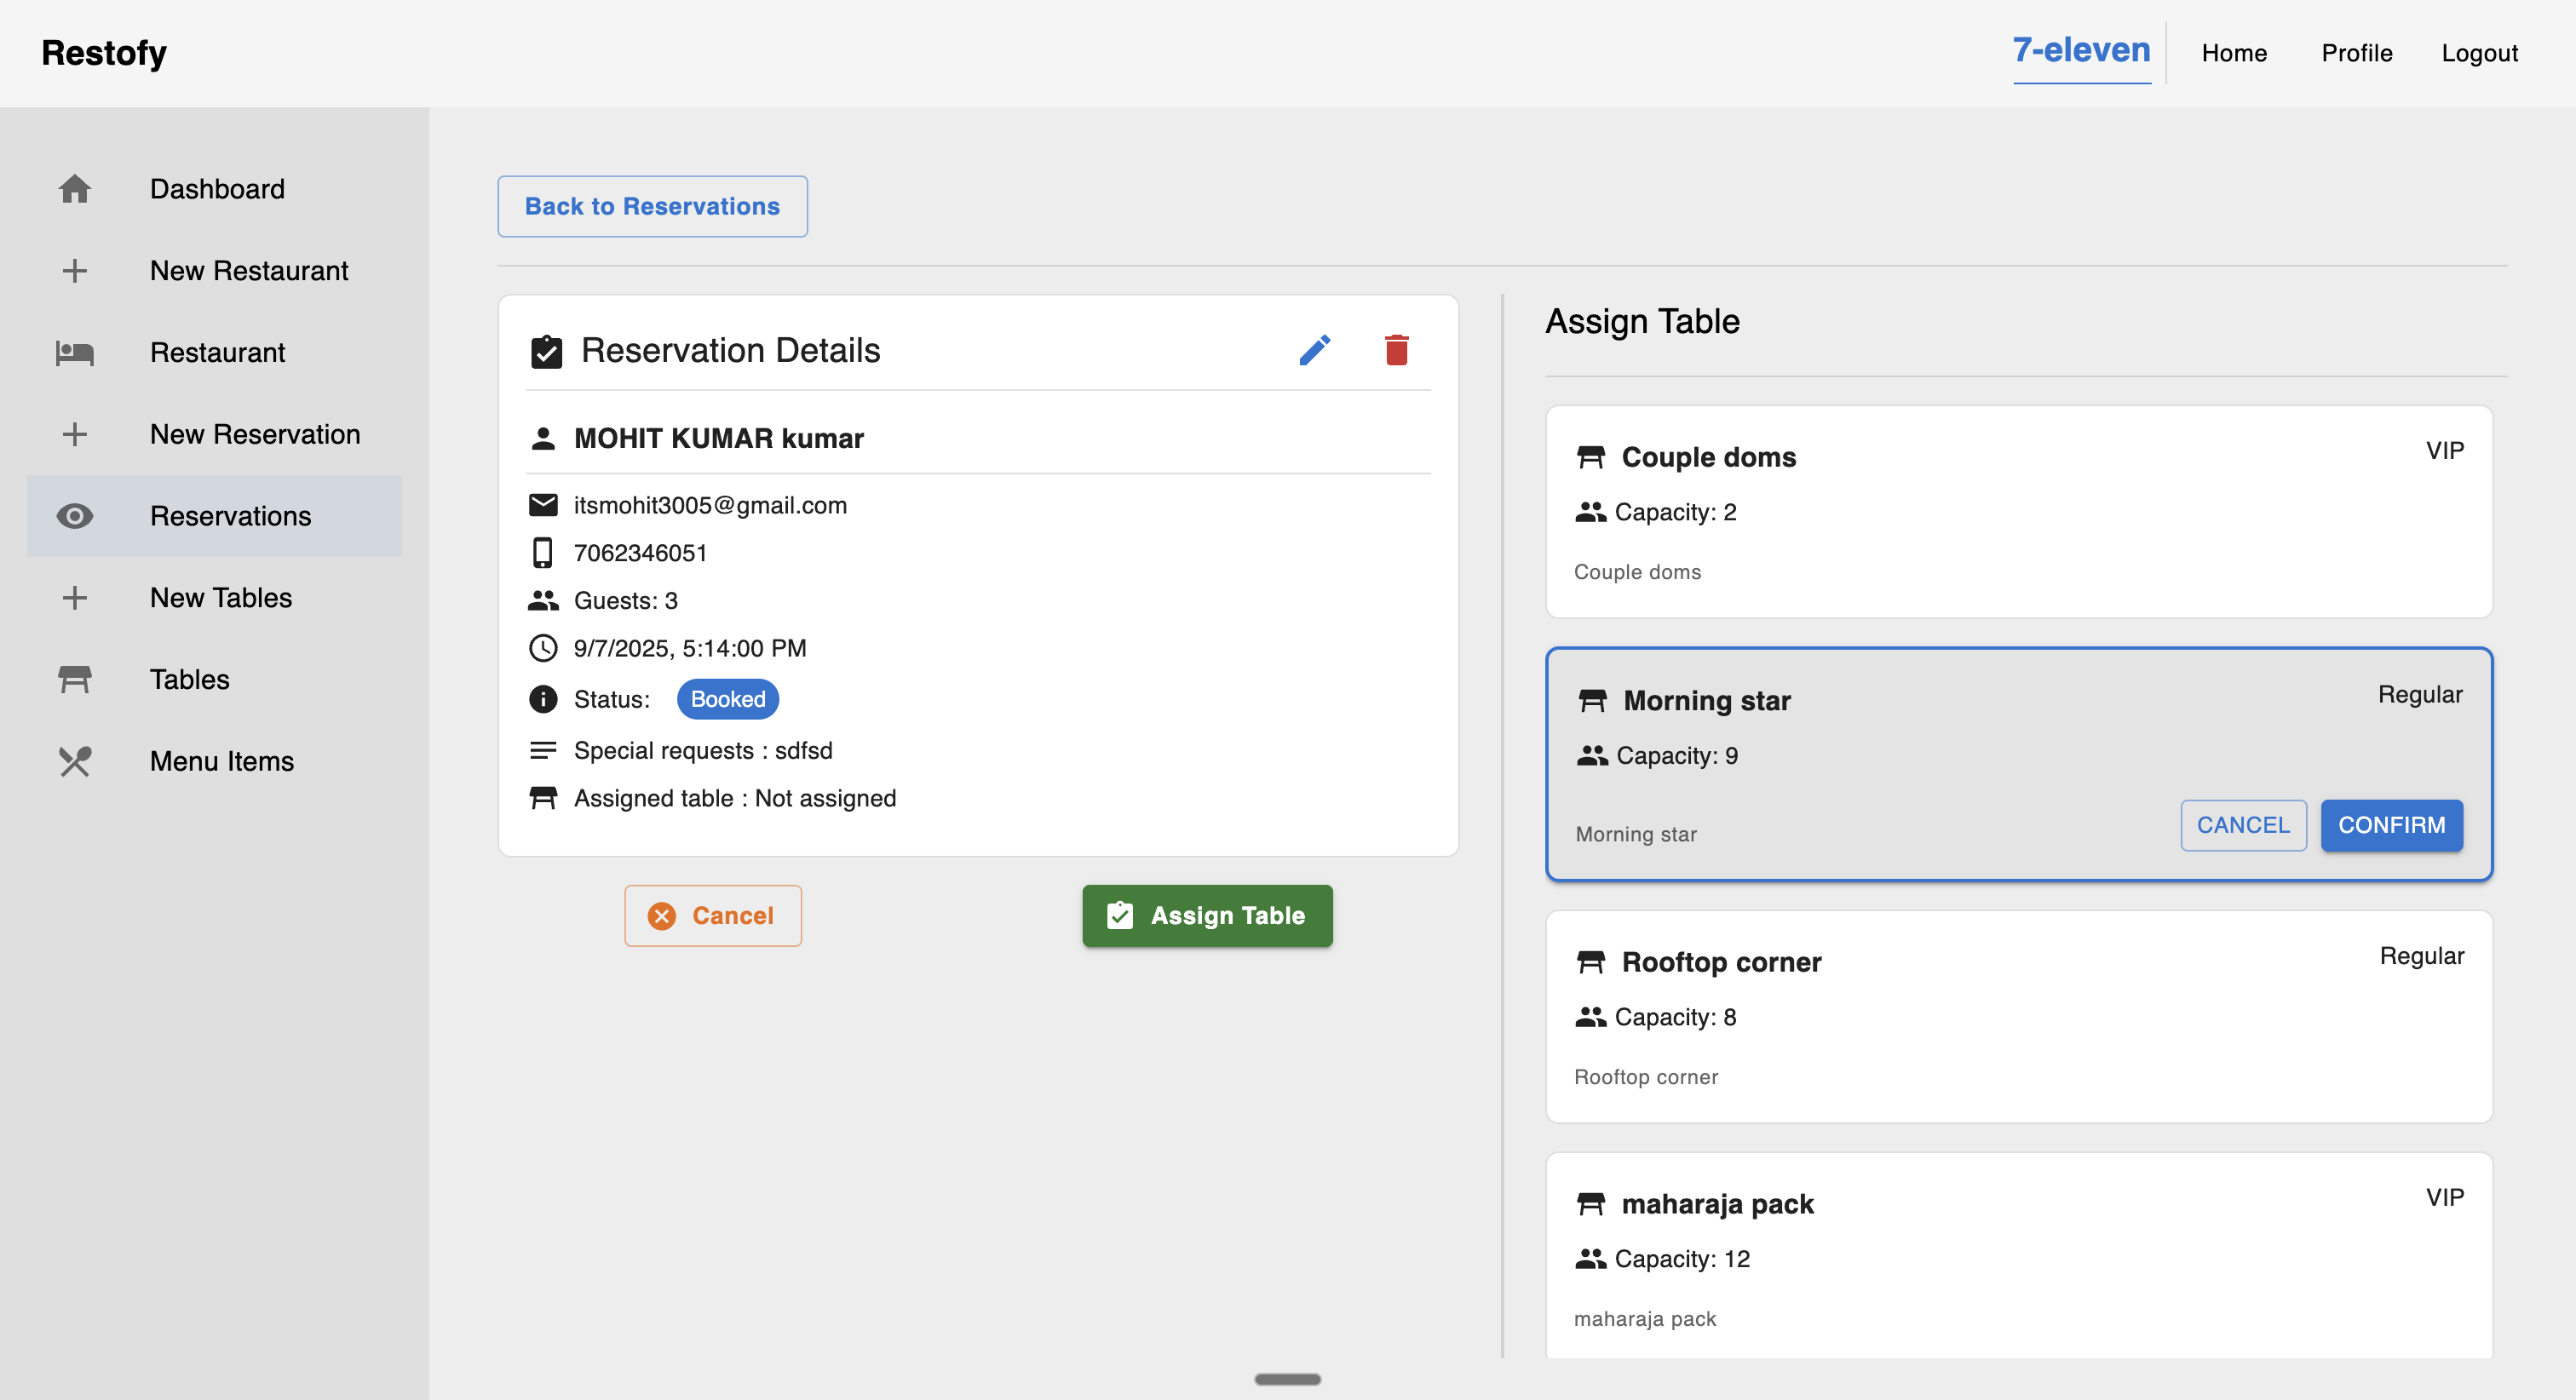 Restofy
7-eleven
Home
Profile
Logout
Dashboard
New Restaurant
Restaurant
New Reservation
Reservations
New Tables
Tables
Menu Items
Back to Reservations
Reservation Details
MOHIT KUMAR kumar
itsmohit3005@gmail.com
7062346051
Guests: 3
9/7/2025, 5:14:00 PM
Status: Booked
Special requests : sdfsd
Assigned table : Not assigned
Cancel
Assign Table
Assign Table
Couple doms
VIP
Capacity: 2
Couple doms
Morning star
Regular
Capacity: 9
Morning star
CANCEL
CONFIRM
Rooftop corner
Regular
Capacity: 8
Rooftop corner
maharaja pack
VIP
Capacity: 12
maharaja pack